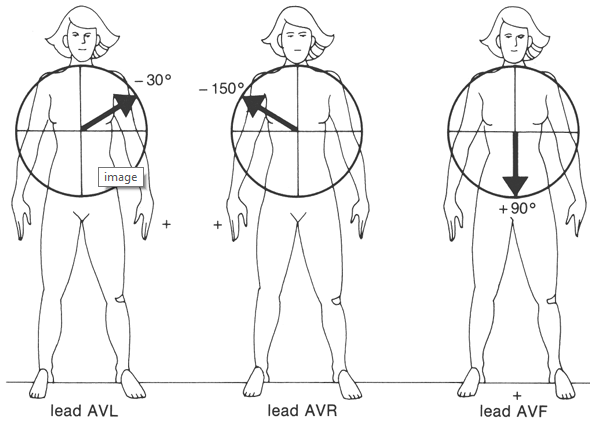 – 30°
– 150°
image
+
+
+ 90°
+
lead AVL
lead AVR
lead AVF